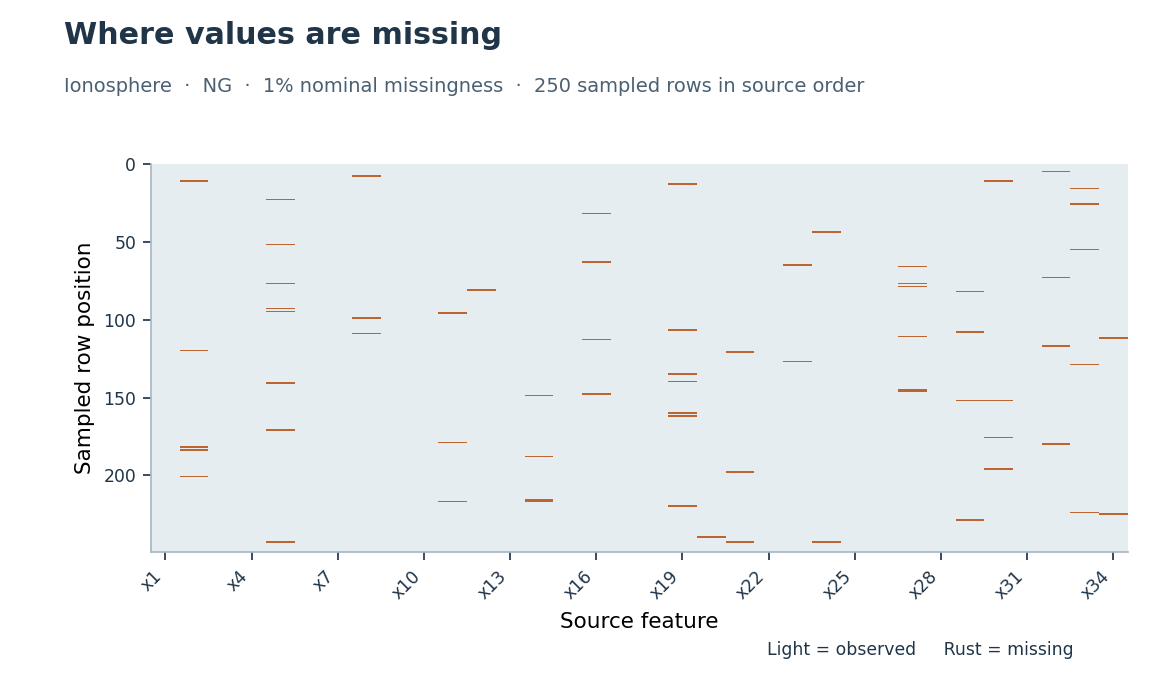 Where values are missing
Ionosphere · NG · 1% nominal missingness · 250 sampled rows in source order
0
50
100
150
200
Sampled row position
x1 x4 x7 x10 x13 x16 x19 x22 x25 x28 x31 x34
Source feature
Light = observed Rust = missing